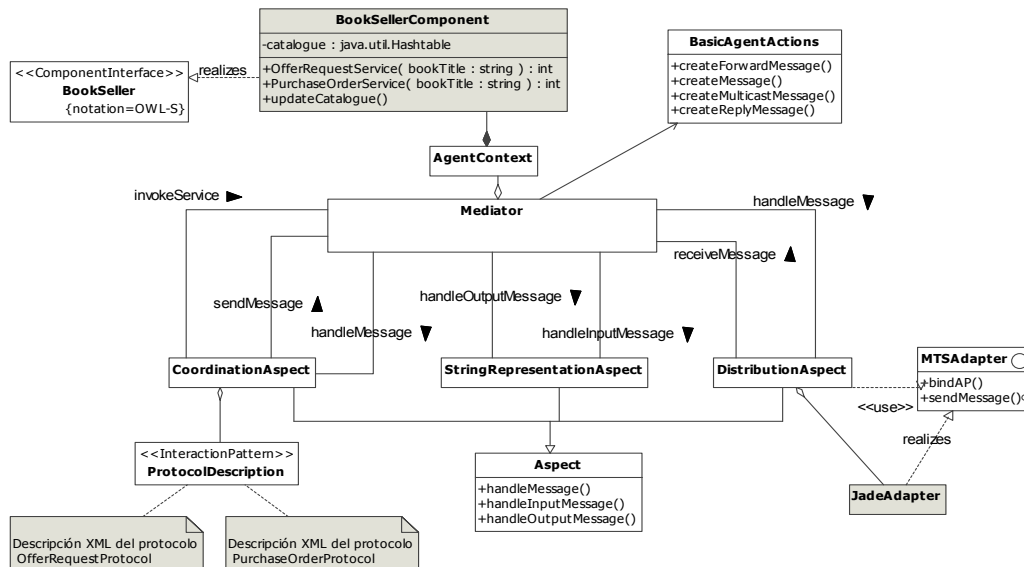 BookSellerComponent
-catalogue : java.util.Hashtable
+OfferRequestService( bookTitle : string ) : int
+PurchaseOrderService( bookTitle : string ) : int
+updateCatalogue()
realizes
<<ComponentInterface>>
BookSeller
{notation=OWL-S}
BasicAgentActions
+createForwardMessage()
+createMessage()
+createMulticastMessage()
+createReplyMessage()
AgentContext
invokeService
Mediator
handleMessage
receiveMessage
sendMessage
handleOutputMessage
handleMessage
handleInputMessage
CoordinationAspect
StringRepresentationAspect
DistributionAspect
MTSAdapter
+bindAP()
+sendMessage()
<<use>>
realizes
<<InteractionPattern>>
ProtocolDescription
Aspect
+handleMessage()
+handleInputMessage()
+handleOutputMessage()
JadeAdapter
Descripción XML del protocolo
OfferRequestProtocol
Descripción XML del protocolo
PurchaseOrderProtocol